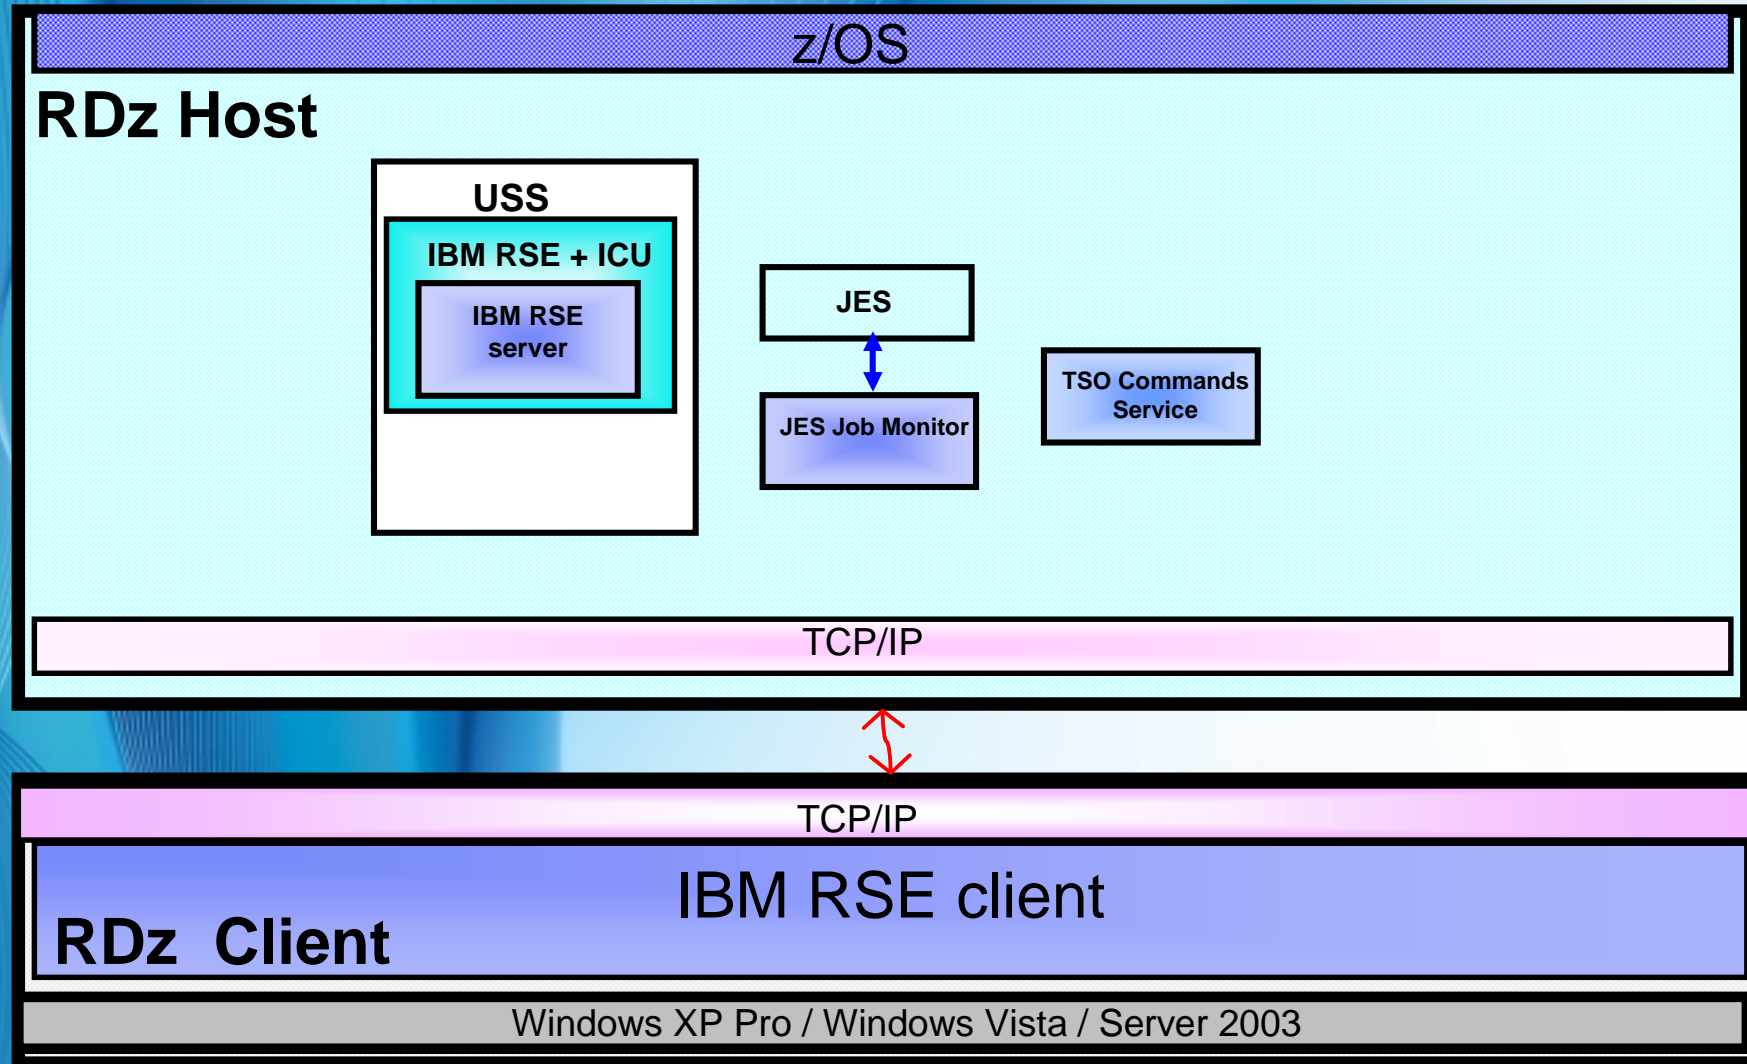 z/OS
RDz Host
USS
IBM RSE + ICU
IBM RSE
server
JES
JES Job Monitor
TSO Commands
Service
TCP/IP
TCP/IP
IBM RSE client
RDz Client
Windows XP Pro / Windows Vista / Server 2003